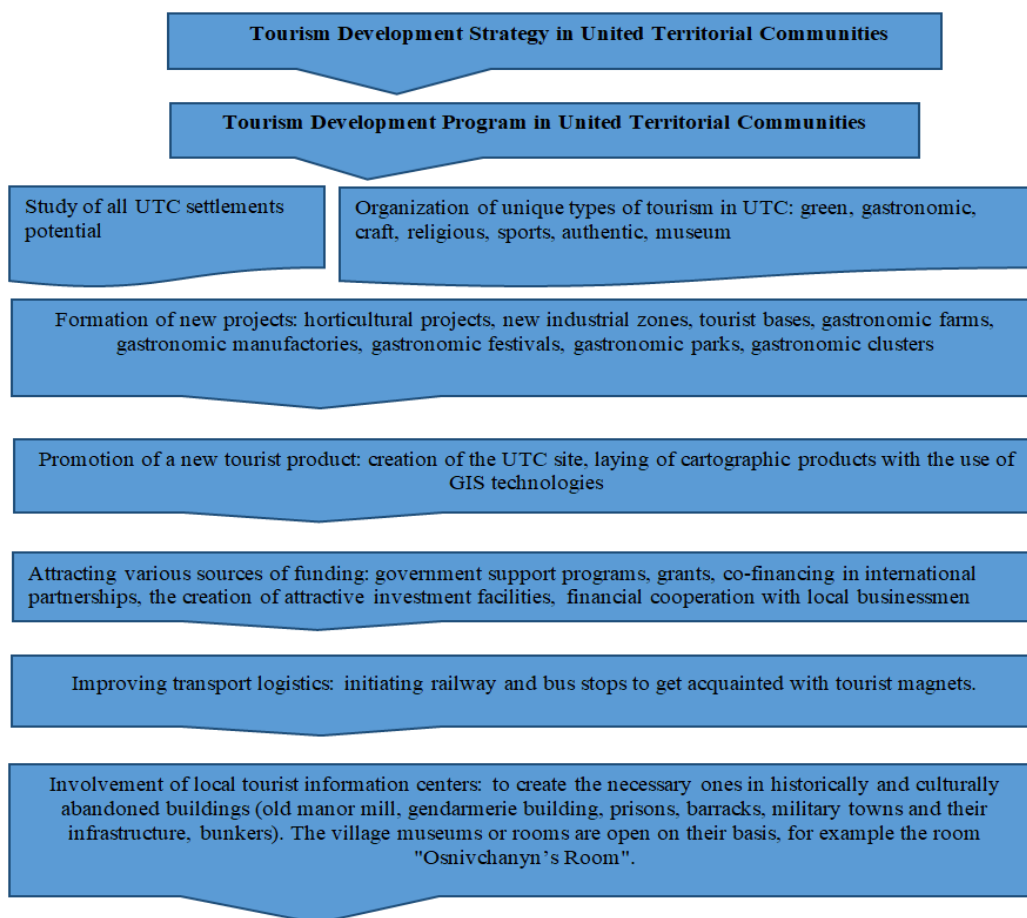 Tourism Development Strategy in United Territorial Communities
Tourism Development Program in United Territorial Communities
Study of all UTC settlements
potential
Organization of unique types of tourism in UTC: green, gastronomic,
craft, religious, sports, authentic, museum
Formation of new projects: horticultural projects, new industrial zones, tourist bases, gastronomic farms,
gastronomic manufactories, gastronomic festivals, gastronomic parks, gastronomic clusters
Promotion of a new tourist product: creation of the UTC site, laying of cartographic products with the use of
GIS technologies
Attracting various sources of funding: government support programs, grants, co-financing in international
partnerships, the creation of attractive investment facilities, financial cooperation with local businessmen
Improving transport logistics: initiating railway and bus stops to get acquainted with tourist magnets.
Involvement of local tourist information centers: to create the necessary ones in historically and culturally
abandoned buildings (old manor mill, gendarmerie building, prisons, barracks, military towns and their
infrastructure, bunkers). The village museums or rooms are open on their basis, for example the room
"Osnivchanyn’s Room".